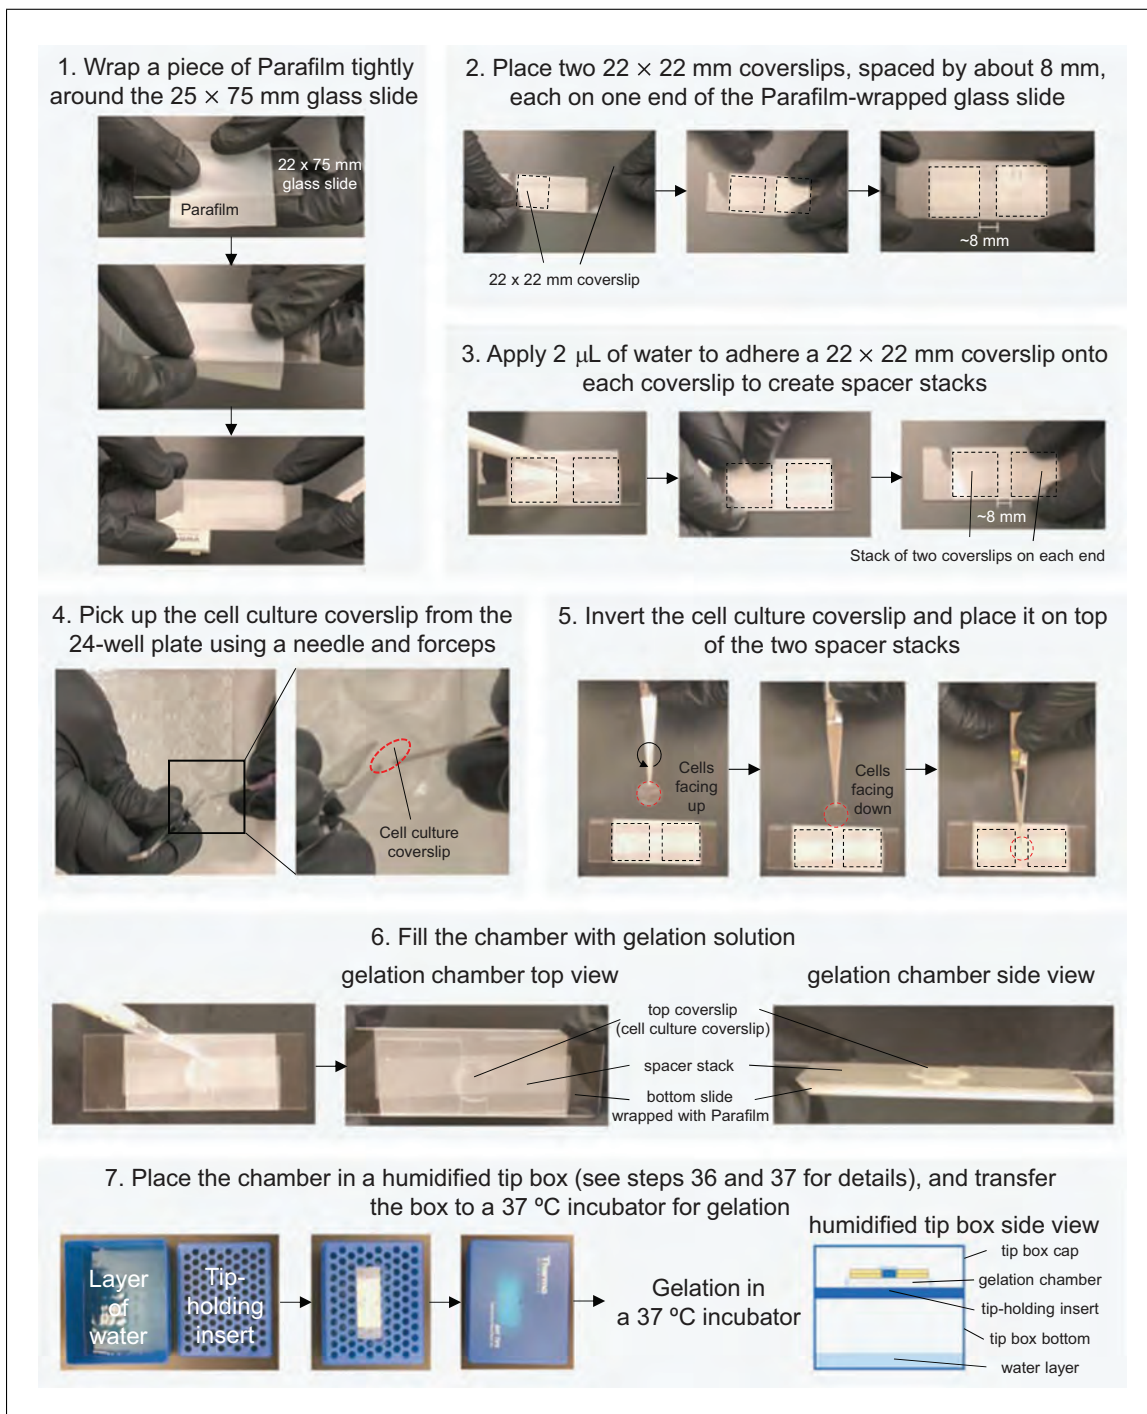 1. Wrap a piece of Parafilm tightly
around the 25 × 75 mm glass slide
22 x 75 mm
glass slide
Parafilm
2. Place two 22 × 22 mm coverslips, spaced by about 8 mm,
each on one end of the Parafilm-wrapped glass slide
~8 mm
22 x 22 mm coverslip
3. Apply 2 μL of water to adhere a 22 × 22 mm coverslip onto
each coverslip to create spacer stacks
~8 mm
Stack of two coverslips on each end
4. Pick up the cell culture coverslip from the
24-well plate using a needle and forceps
Cell culture
coverslip
5. Invert the cell culture coverslip and place it on top
of the two spacer stacks
Cells
facing
up
Cells
facing
down
6. Fill the chamber with gelation solution
gelation chamber top view
gelation chamber side view
top coverslip
(cell culture coverslip)
spacer stack
bottom slide
wrapped with Parafilm
7. Place the chamber in a humidified tip box (see steps 36 and 37 for details), and transfer
the box to a 37 ºC incubator for gelation
Layer
of
water
Tip-
holding
insert
Thermo
Gelation in
a 37 ºC incubator
humidified tip box side view
tip box cap
gelation chamber
tip-holding insert
tip box bottom
water layer